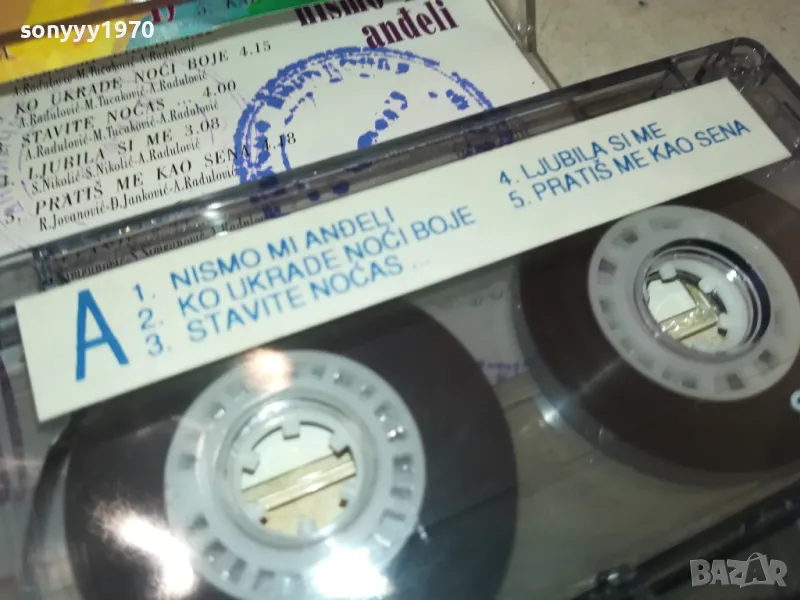 sonyyy1970
nismo
anđeli
KO UKRADE NOĆI BOJE 4.15
A.Radulović-M.Tucaković-A.Radulović
STAVITE NOĆAS ... 4.00
A.Radulović-M.Tucaković-A.Radulović
LJUBILA SI ME 3.08
S.Nikolić-S.Nikolić-A.Radulović
5. PRATIŠ ME KAO SENA 4.18
R.Jovanović-Đ.Janković-A.Radulović
A
1. NISMO MI ANĐELI
2. KO UKRADE NOĆI BOJE
3. STAVITE NOĆAS ...
4. LJUBILA SI ME
5. PRATIŠ ME KAO SENA
BAZAR